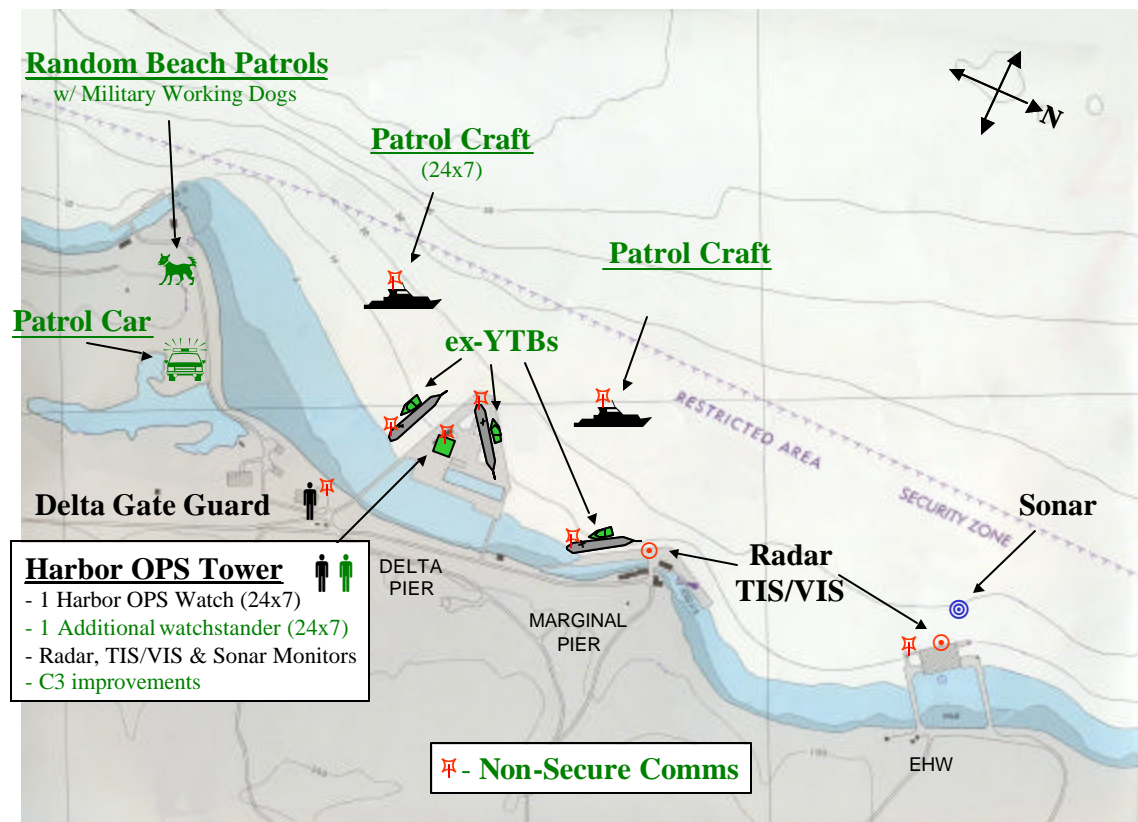 Random Beach Patrols
w/ Military Working Dogs
Patrol Craft
(24x7)
N
Patrol Craft
Patrol Car
ex-YTBs
RESTRICTED AREA
SECURITY ZONE
Sonar
Delta Gate Guard
Radar
TIS/VIS
Harbor OPS Tower
- 1 Harbor OPS Watch (24x7)
- 1 Additional watchstander (24x7)
- Radar, TIS/VIS & Sonar Monitors
- C3 improvements
DELTA
PIER
MARGINAL
PIER
EHW
- Non-Secure Comms